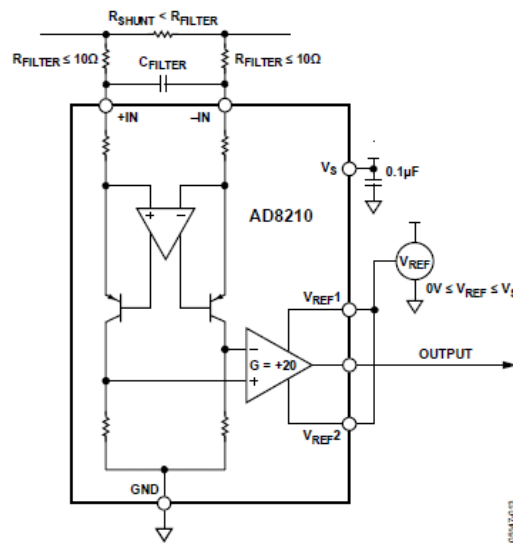 RSHUNT < RFILTER
RFILTER ≤ 10Ω
CFILTER
RFILTER ≤ 10Ω
+IN
–IN
VS
0.1µF
AD8210
+
–
VREF
0V ≤ VREF ≤ VS
VREF1
–
G = +20
+
OUTPUT
VREF2
GND